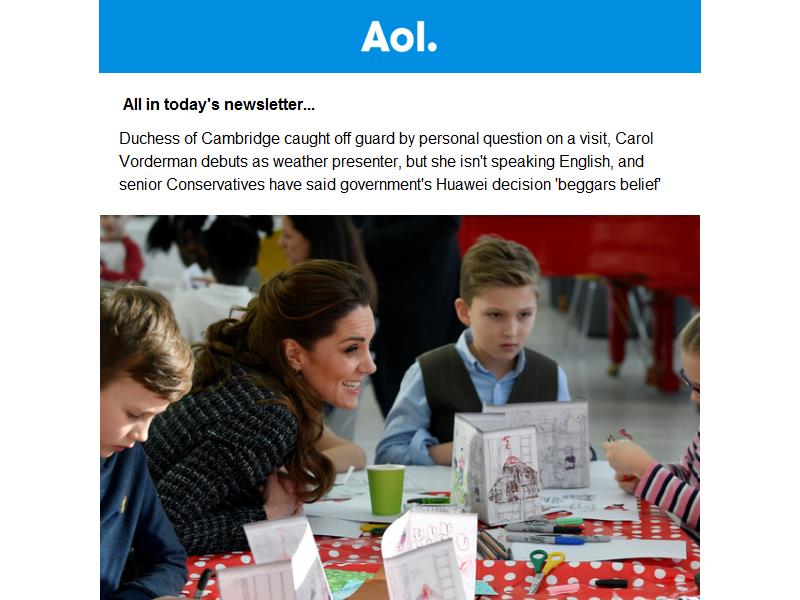 Aol.
All in today's newsletter...
Duchess of Cambridge caught off guard by personal question on a visit, Carol
Vorderman debuts as weather presenter, but she isn't speaking English, and
senior Conservatives have said government's Huawei decision 'beggars belief'